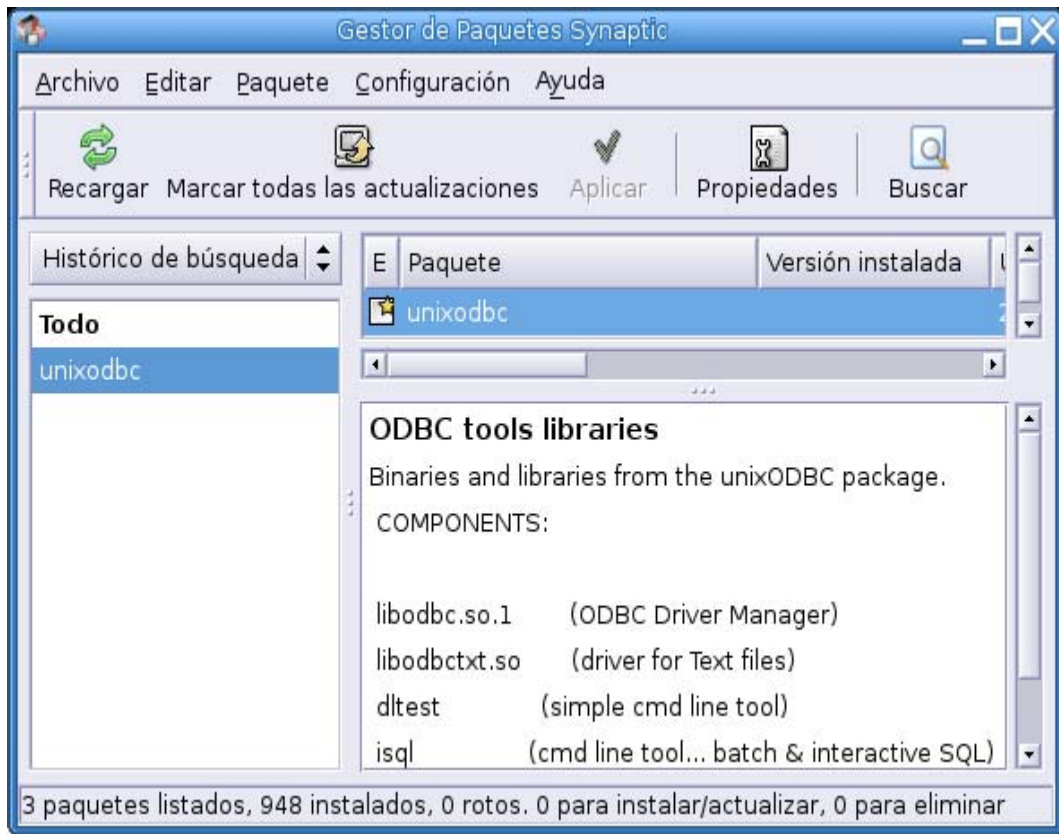 Gestor de Paquetes Synaptic
Archivo Editar Paquete Configuración Ayuda
Recargar Marcar todas las actualizaciones Aplicar Propiedades Buscar
Histórico de búsqueda
Todo
unixodbc
E Paquete Versión instalada
unixodbc 2
ODBC tools libraries
Binaries and libraries from the unixODBC package.
COMPONENTS:
libodbc.so.1 (ODBC Driver Manager)
libodbctxt.so (driver for Text files)
dltest (simple cmd line tool)
isql (cmd line tool... batch & interactive SQL)
3 paquetes listados, 948 instalados, 0 rotos. 0 para instalar/actualizar, 0 para eliminar